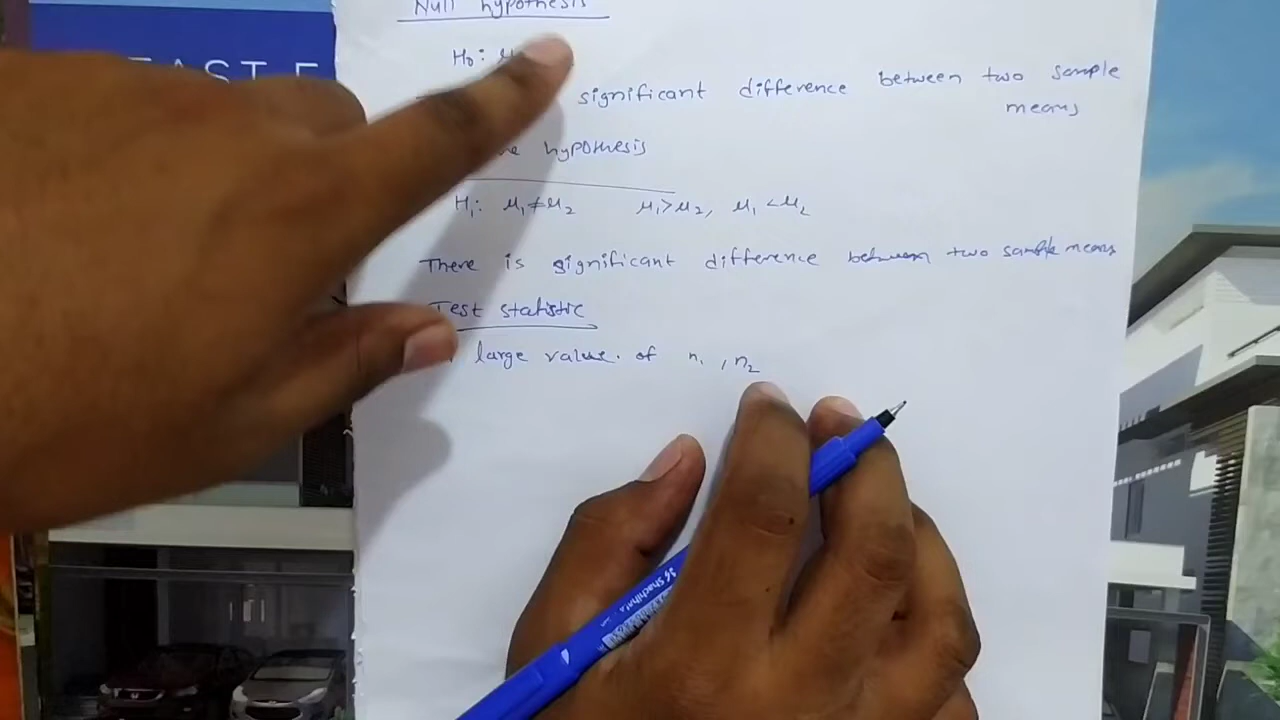 Null hypothesis
H₀: μ
significant difference between two sample
means
hypothesis
H₁: μ₁≠μ₂ μ₁>μ₂, μ₁<μ₂
There is significant difference between two sample means
Test statistic
large value of n₁, n₂